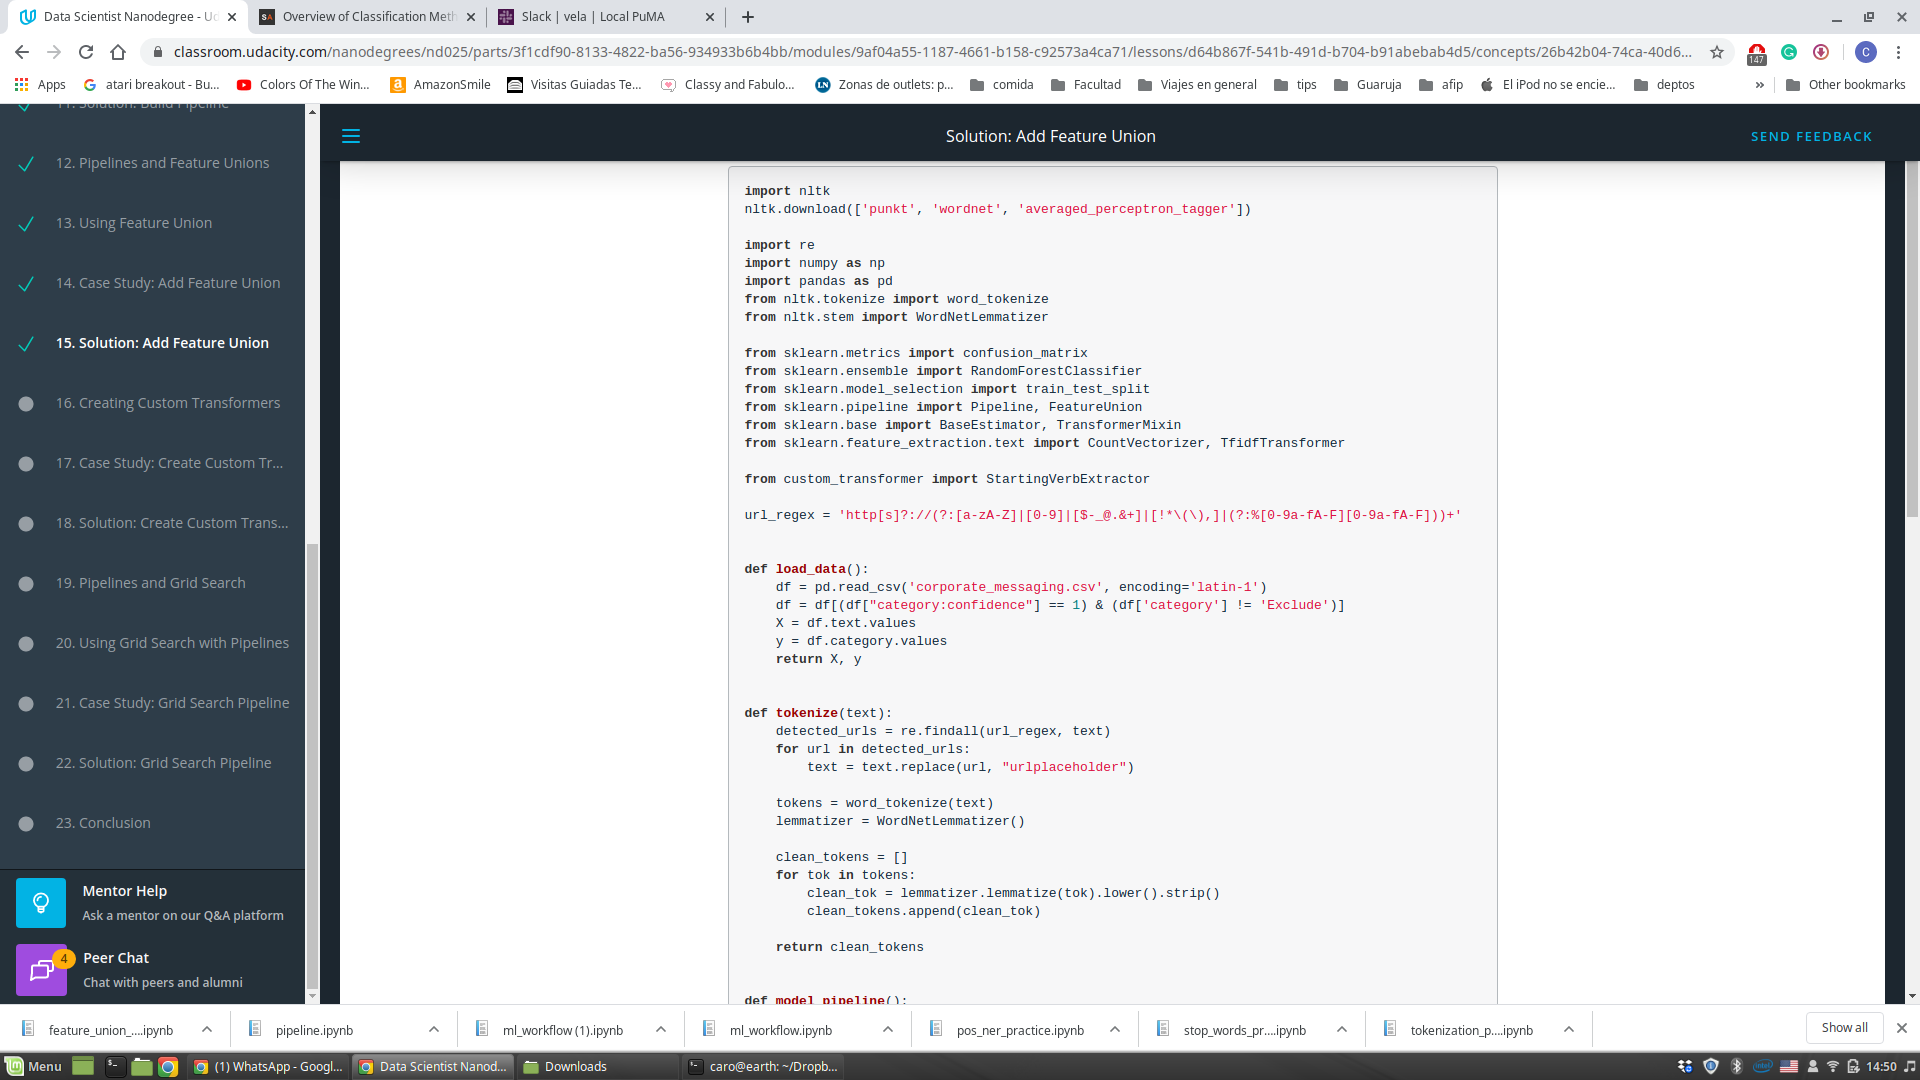 Data Scientist Nanodegree - Ud
Overview of Classification Meth
Slack | vela | Local PuMA
classroom.udacity.com/nanodegrees/nd025/parts/3f1cdf90-8133-4822-ba56-934933b6b4bb/modules/9af04a55-1187-4661-b158-c92573a4ca71/lessons/d64b867f-541b-491d-b704-b91abebab4d5/concepts/26b42b04-74ca-40d6...
147
C
Apps
atari breakout - Bu...
Colors Of The Win...
AmazonSmile
Visitas Guiadas Te...
Classy and Fabulo...
Zonas de outlets: p...
comida
Facultad
Viajes en general
tips
Guaruja
afip
El iPod no se encie...
deptos
»
Other bookmarks
11. Solution: Build Pipeline
12. Pipelines and Feature Unions
13. Using Feature Union
14. Case Study: Add Feature Union
15. Solution: Add Feature Union
16. Creating Custom Transformers
17. Case Study: Create Custom Tr...
18. Solution: Create Custom Trans...
19. Pipelines and Grid Search
20. Using Grid Search with Pipelines
21. Case Study: Grid Search Pipeline
22. Solution: Grid Search Pipeline
23. Conclusion
Mentor Help
Ask a mentor on our Q&A platform
4
Peer Chat
Chat with peers and alumni
Solution: Add Feature Union
SEND FEEDBACK
import nltk
nltk.download(['punkt', 'wordnet', 'averaged_perceptron_tagger'])
import re
import numpy as np
import pandas as pd
from nltk.tokenize import word_tokenize
from nltk.stem import WordNetLemmatizer
from sklearn.metrics import confusion_matrix
from sklearn.ensemble import RandomForestClassifier
from sklearn.model_selection import train_test_split
from sklearn.pipeline import Pipeline, FeatureUnion
from sklearn.base import BaseEstimator, TransformerMixin
from sklearn.feature_extraction.text import CountVectorizer, TfidfTransformer
from custom_transformer import StartingVerbExtractor
url_regex = 'http[s]?://(?:[a-zA-Z]|[0-9]|[$-_@.&+]|[!*\(\),]|(?:%[0-9a-fA-F][0-9a-fA-F]))+'
def load_data():
    df = pd.read_csv('corporate_messaging.csv', encoding='latin-1')
    df = df[(df["category:confidence"] == 1) & (df['category'] != 'Exclude')]
    X = df.text.values
    y = df.category.values
    return X, y
def tokenize(text):
    detected_urls = re.findall(url_regex, text)
    for url in detected_urls:
        text = text.replace(url, "urlplaceholder")
    tokens = word_tokenize(text)
    lemmatizer = WordNetLemmatizer()
    clean_tokens = []
    for tok in tokens:
        clean_tok = lemmatizer.lemmatize(tok).lower().strip()
        clean_tokens.append(clean_tok)
    return clean_tokens
def model_pipeline():
feature_union_....ipynb
pipeline.ipynb
ml_workflow (1).ipynb
ml_workflow.ipynb
pos_ner_practice.ipynb
stop_words_pr....ipynb
tokenization_p....ipynb
Show all
Menu
(1) WhatsApp - Googl...
Data Scientist Nanod...
Downloads
caro@earth: ~/Dropb...
14:50